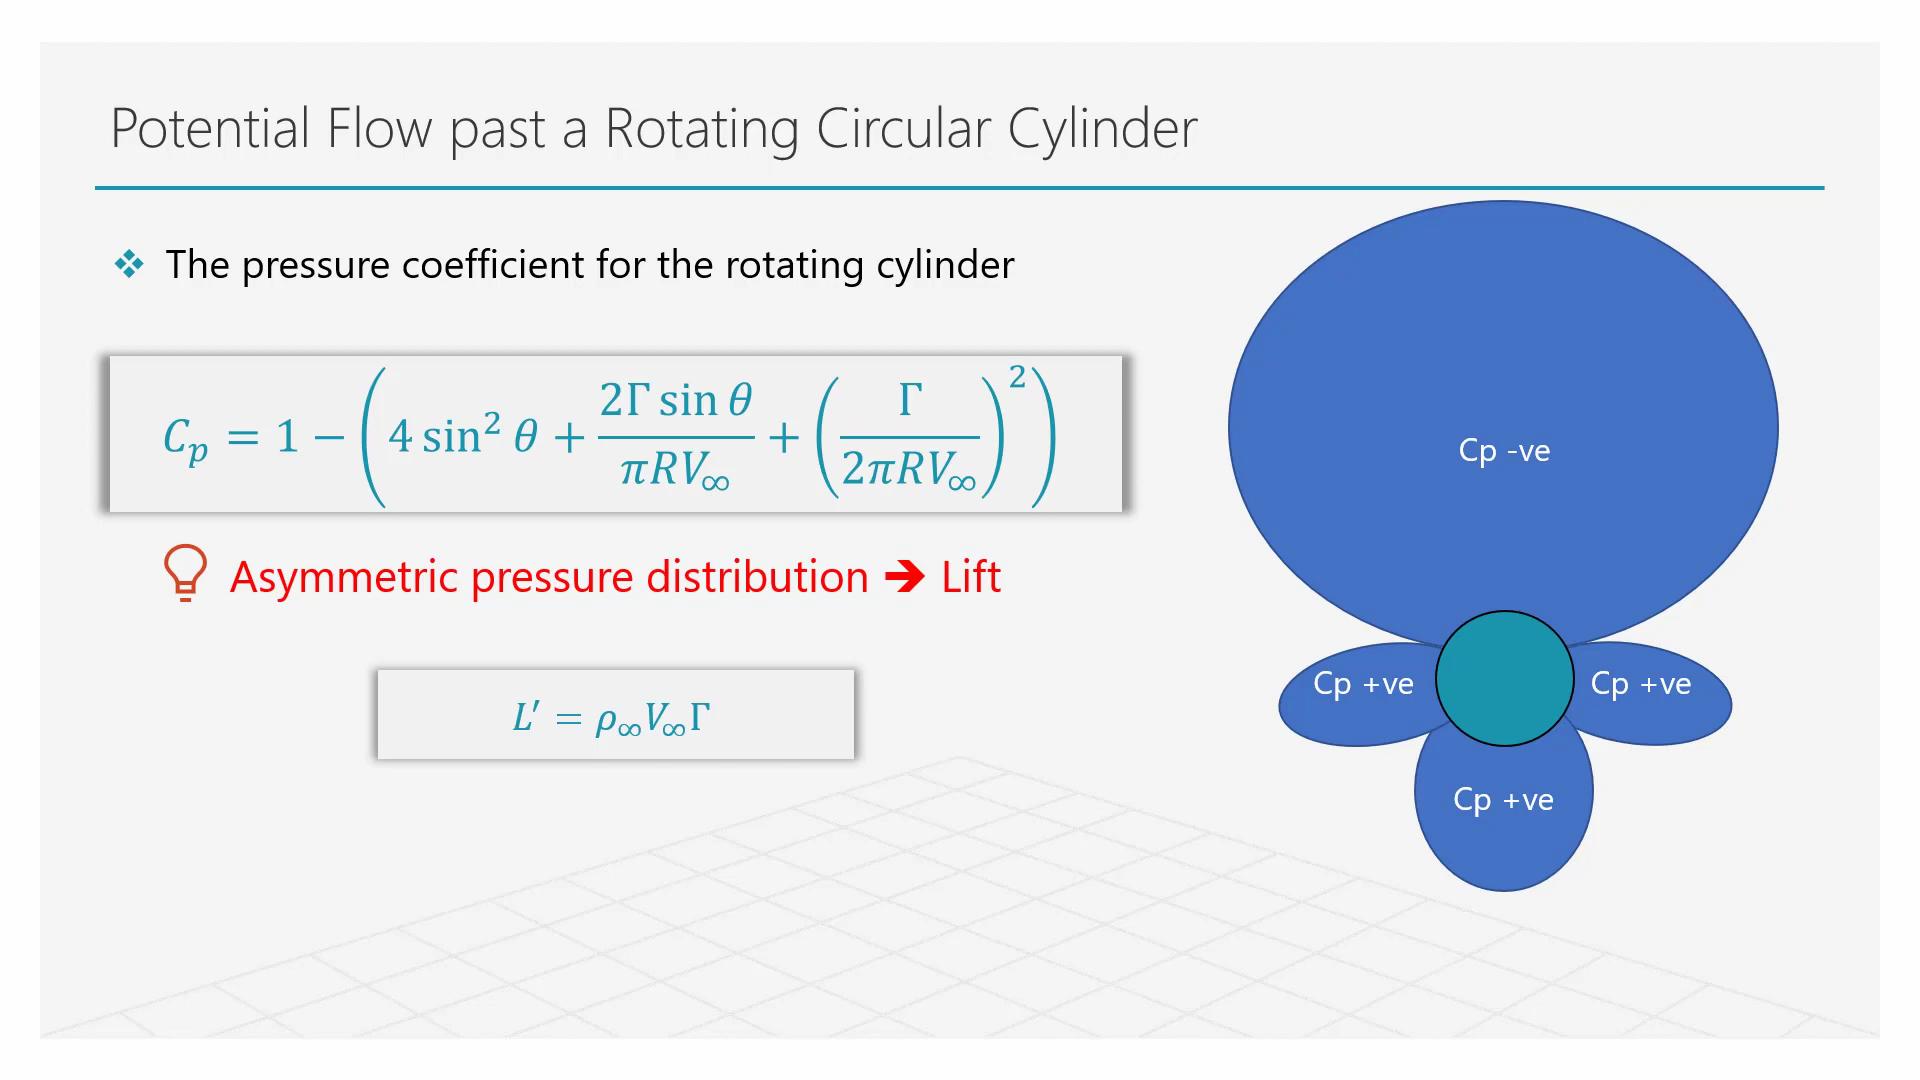 Potential Flow past a Rotating Circular Cylinder
❖ The pressure coefficient for the rotating cylinder
$C_p = 1 - \left(4 \sin^2 \theta + \frac{2\Gamma \sin \theta}{\pi R V_\infty} + \left(\frac{\Gamma}{2\pi R V_\infty}\right)^2\right)$
Asymmetric pressure distribution ➔ Lift
$L' = \rho_\infty V_\infty \Gamma$
Cp -ve
Cp +ve
Cp +ve
Cp +ve